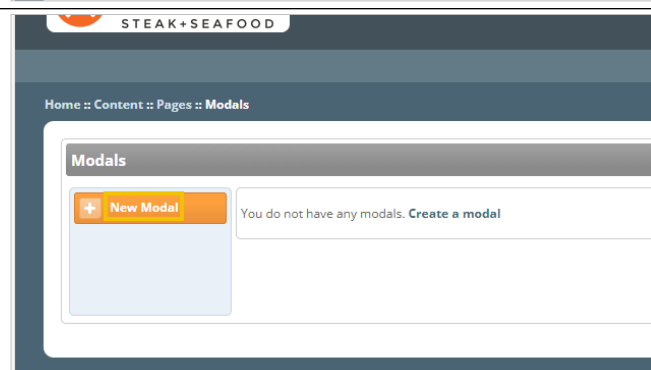 STEAK+SEAFOOD
Home :: Content :: Pages :: Modals
Modals
New Modal
You do not have any modals. Create a modal